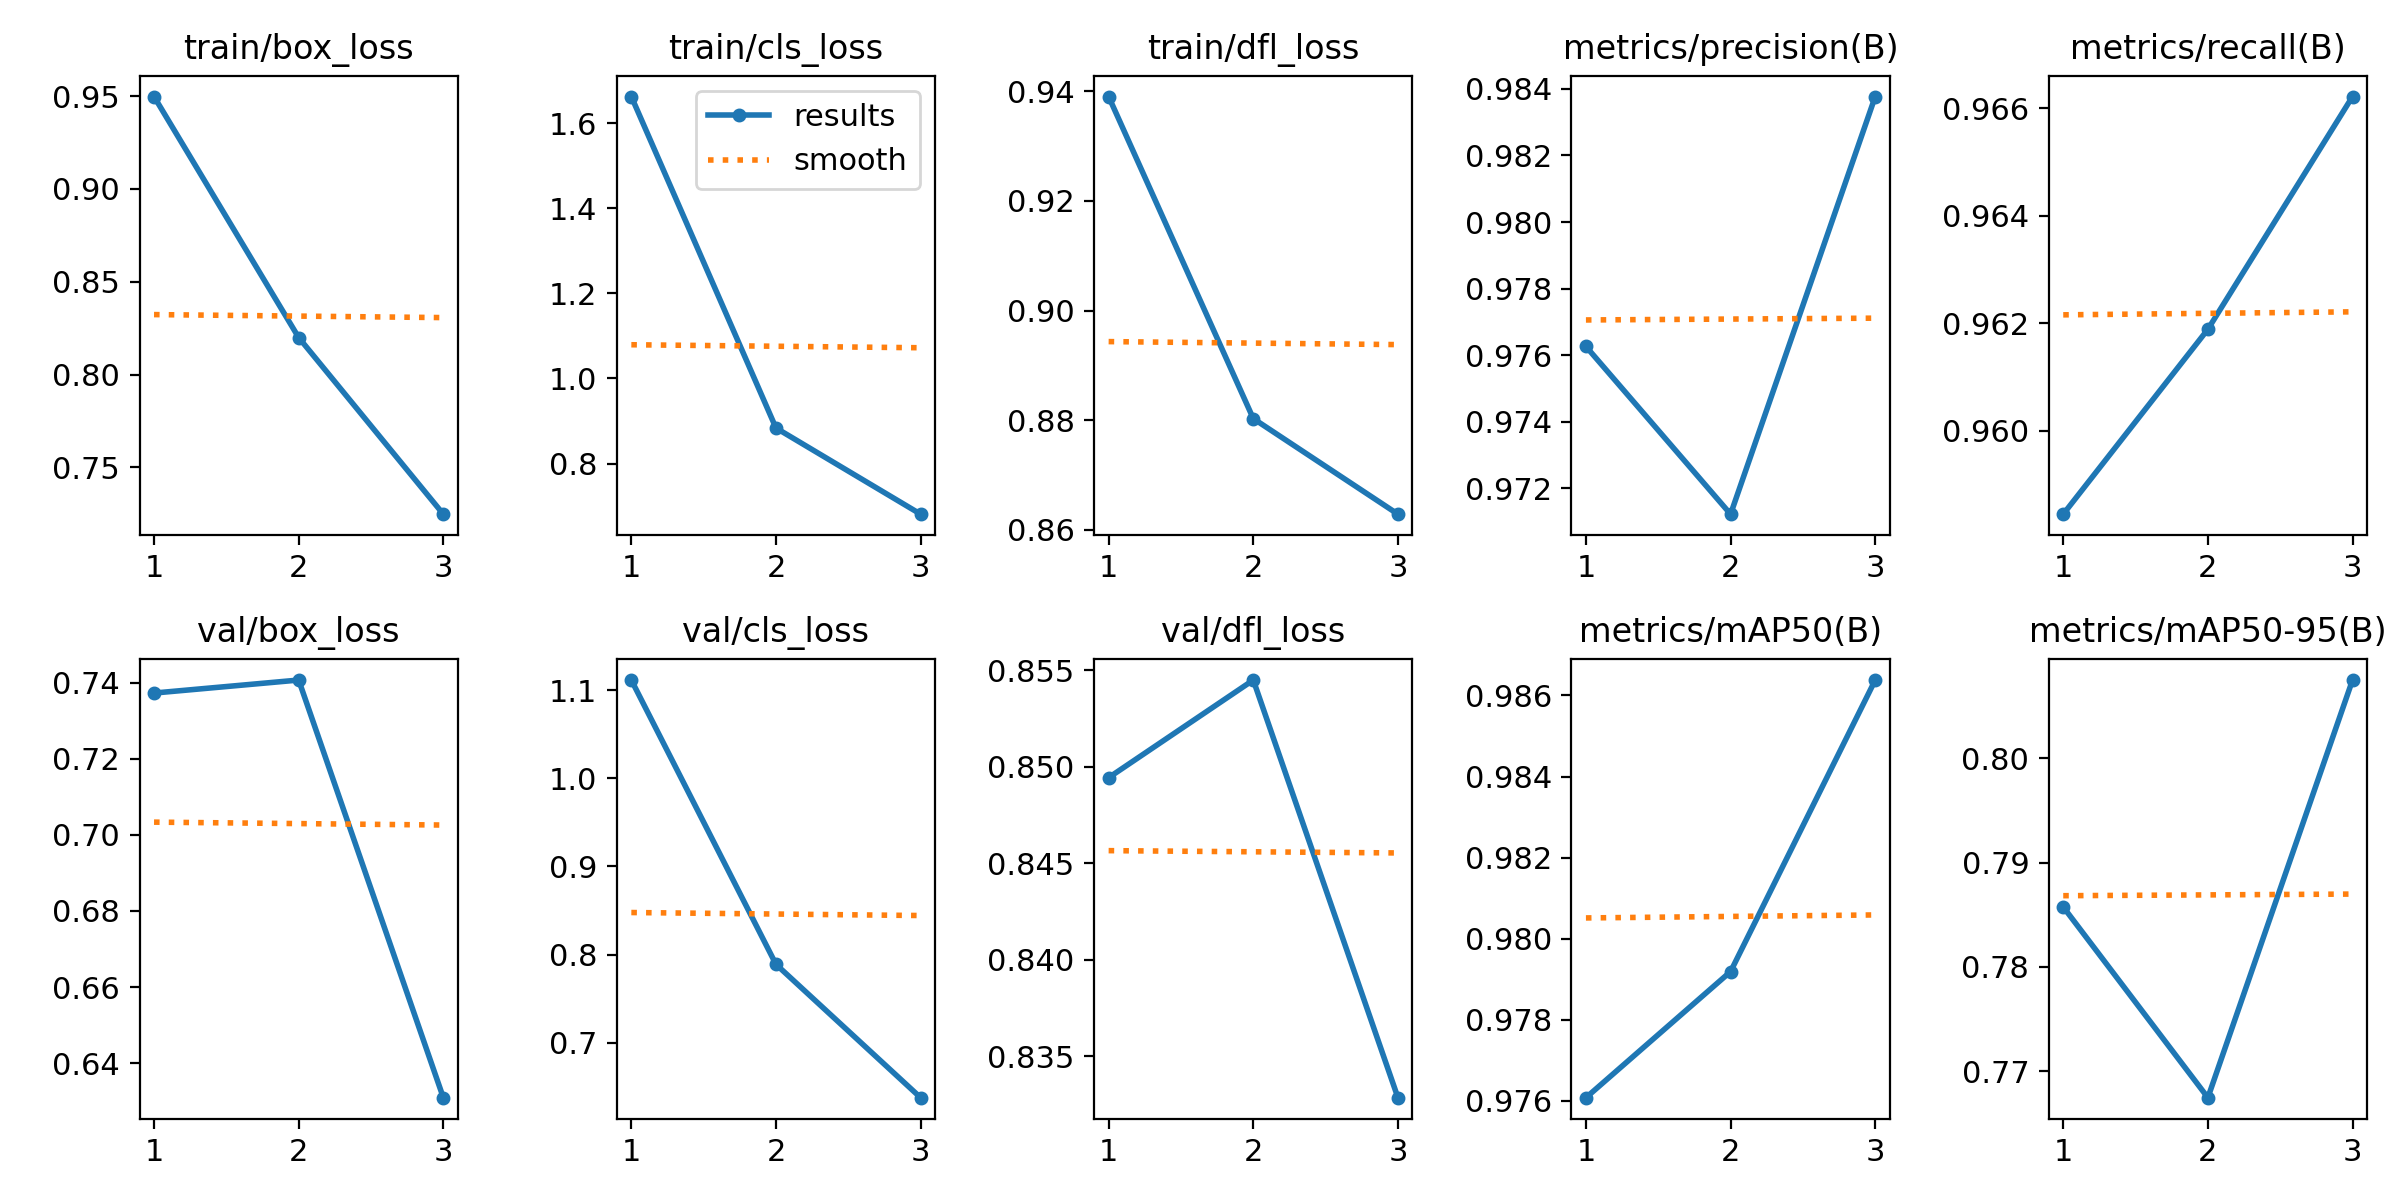 train/box_loss
0.95
0.90
0.85
0.80
0.75
1 2 3
train/cls_loss
results
smooth
1.6
1.4
1.2
1.0
0.8
1 2 3
train/dfl_loss
0.94
0.92
0.90
0.88
0.86
1 2 3
metrics/precision(B)
0.984
0.982
0.980
0.978
0.976
0.974
0.972
1 2 3
metrics/recall(B)
0.966
0.964
0.962
0.960
1 2 3
val/box_loss
0.74
0.72
0.70
0.68
0.66
0.64
1 2 3
val/cls_loss
1.1
1.0
0.9
0.8
0.7
1 2 3
val/dfl_loss
0.855
0.850
0.845
0.840
0.835
1 2 3
metrics/mAP50(B)
0.986
0.984
0.982
0.980
0.978
0.976
1 2 3
metrics/mAP50-95(B)
0.80
0.79
0.78
0.77
1 2 3